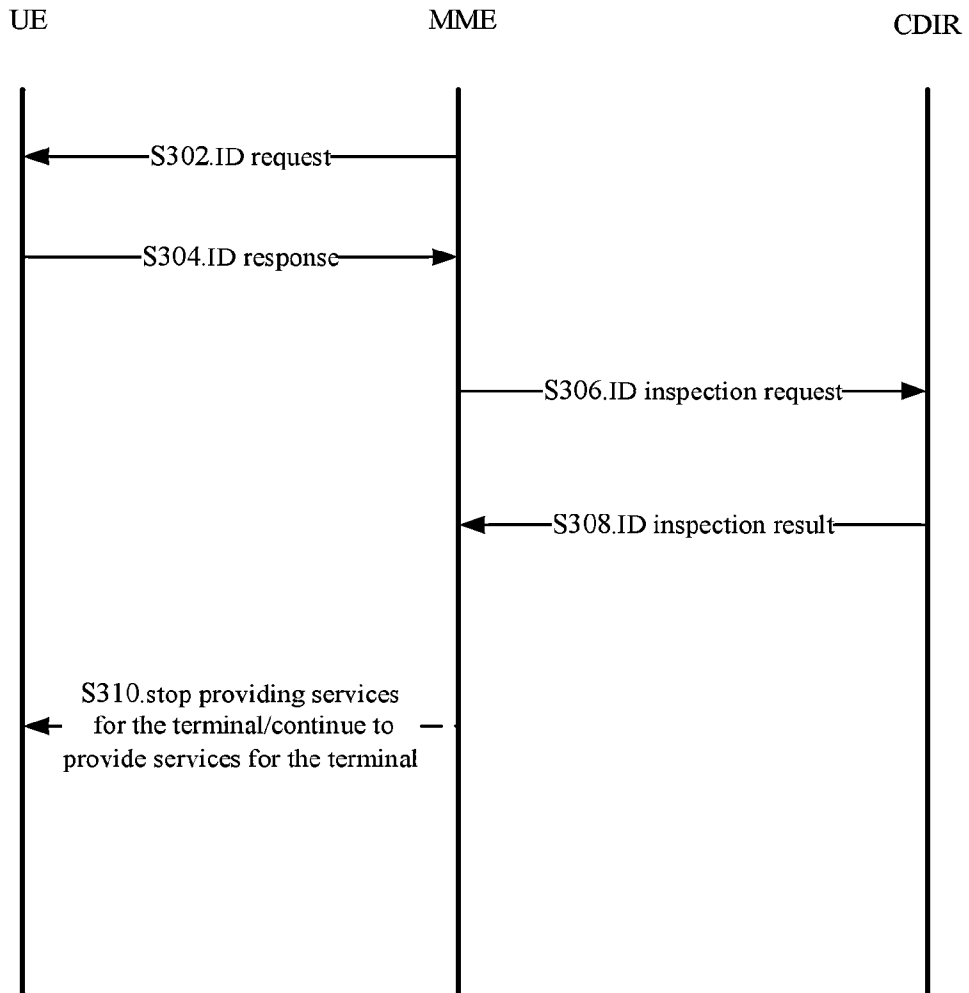 UE
MME
CDIR
S302.ID request
S304.ID response
S306.ID inspection request
S308.ID inspection result
S310.stop providing services
for the terminal/continue to
provide services for the terminal